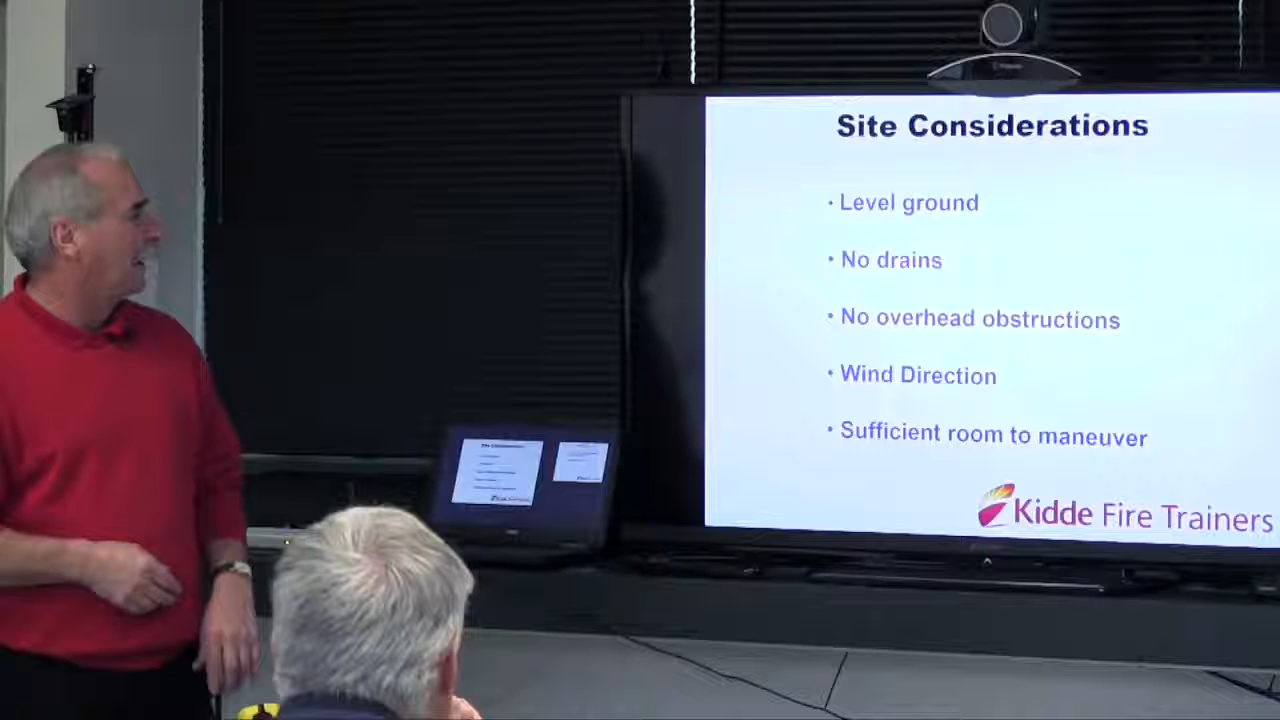 Site Considerations
· Level ground
· No drains
· No overhead obstructions
· Wind Direction
· Sufficient room to maneuver
Kidde Fire Trainers